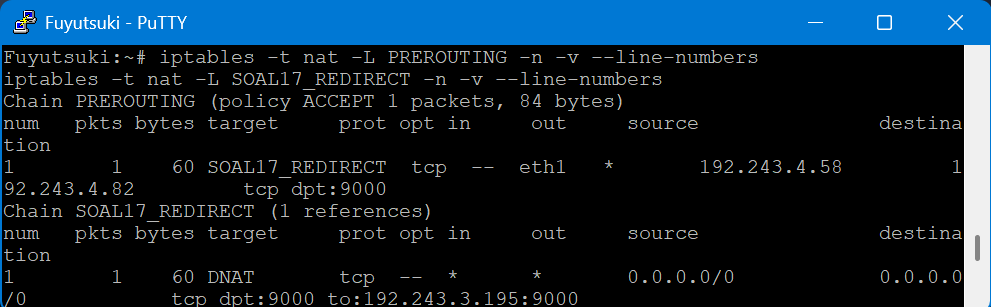 Fuyutsuki - PuTTY
Fuyutsuki:~# iptables -t nat -L PREROUTING -n -v --line-numbers
iptables -t nat -L SOAL17_REDIRECT -n -v --line-numbers
Chain PREROUTING (policy ACCEPT 1 packets, 84 bytes)
num   pkts bytes target     prot opt in     out     source               destina
tion
1        1    60 SOAL17_REDIRECT  tcp  --  eth1   *       192.243.4.58         1
92.243.4.82         tcp dpt:9000
Chain SOAL17_REDIRECT (1 references)
num   pkts bytes target     prot opt in     out     source               destina
tion
1        1    60 DNAT       tcp  --  *      *       0.0.0.0/0            0.0.0.0
/0            tcp dpt:9000 to:192.243.3.195:9000